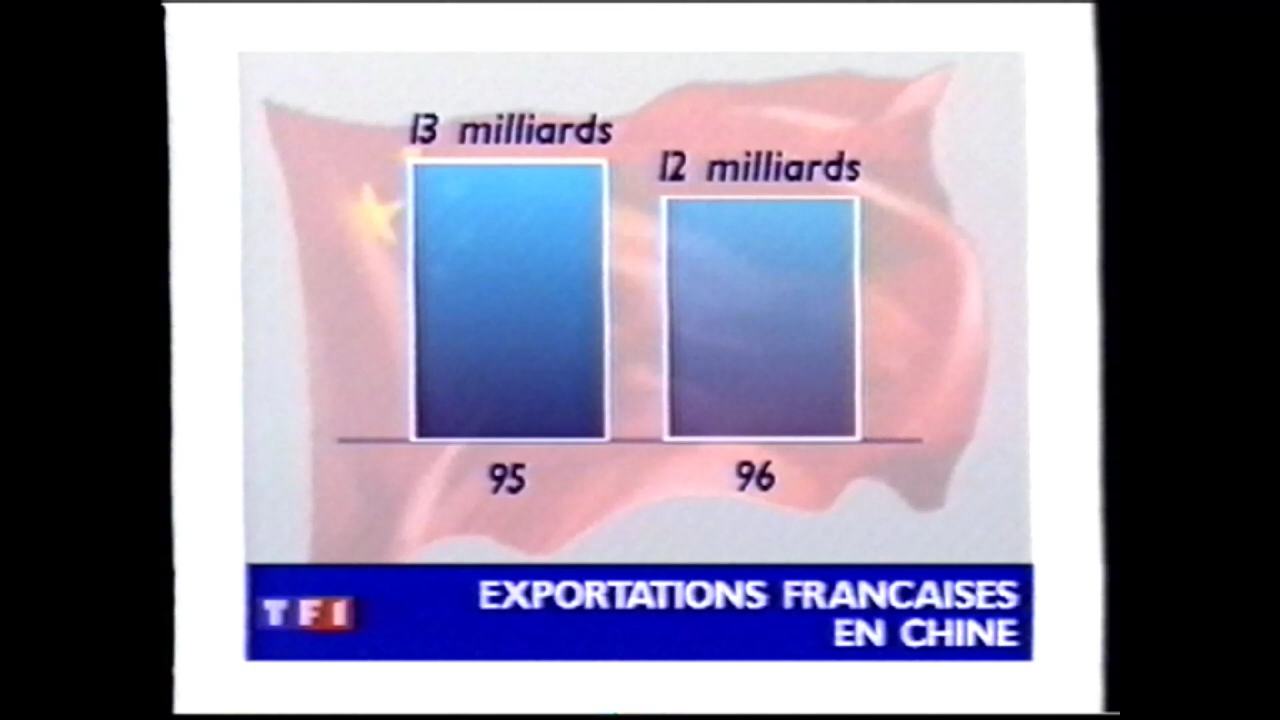 13 milliards
12 milliards
95
96
TF1
EXPORTATIONS FRANCAISES
EN CHINE